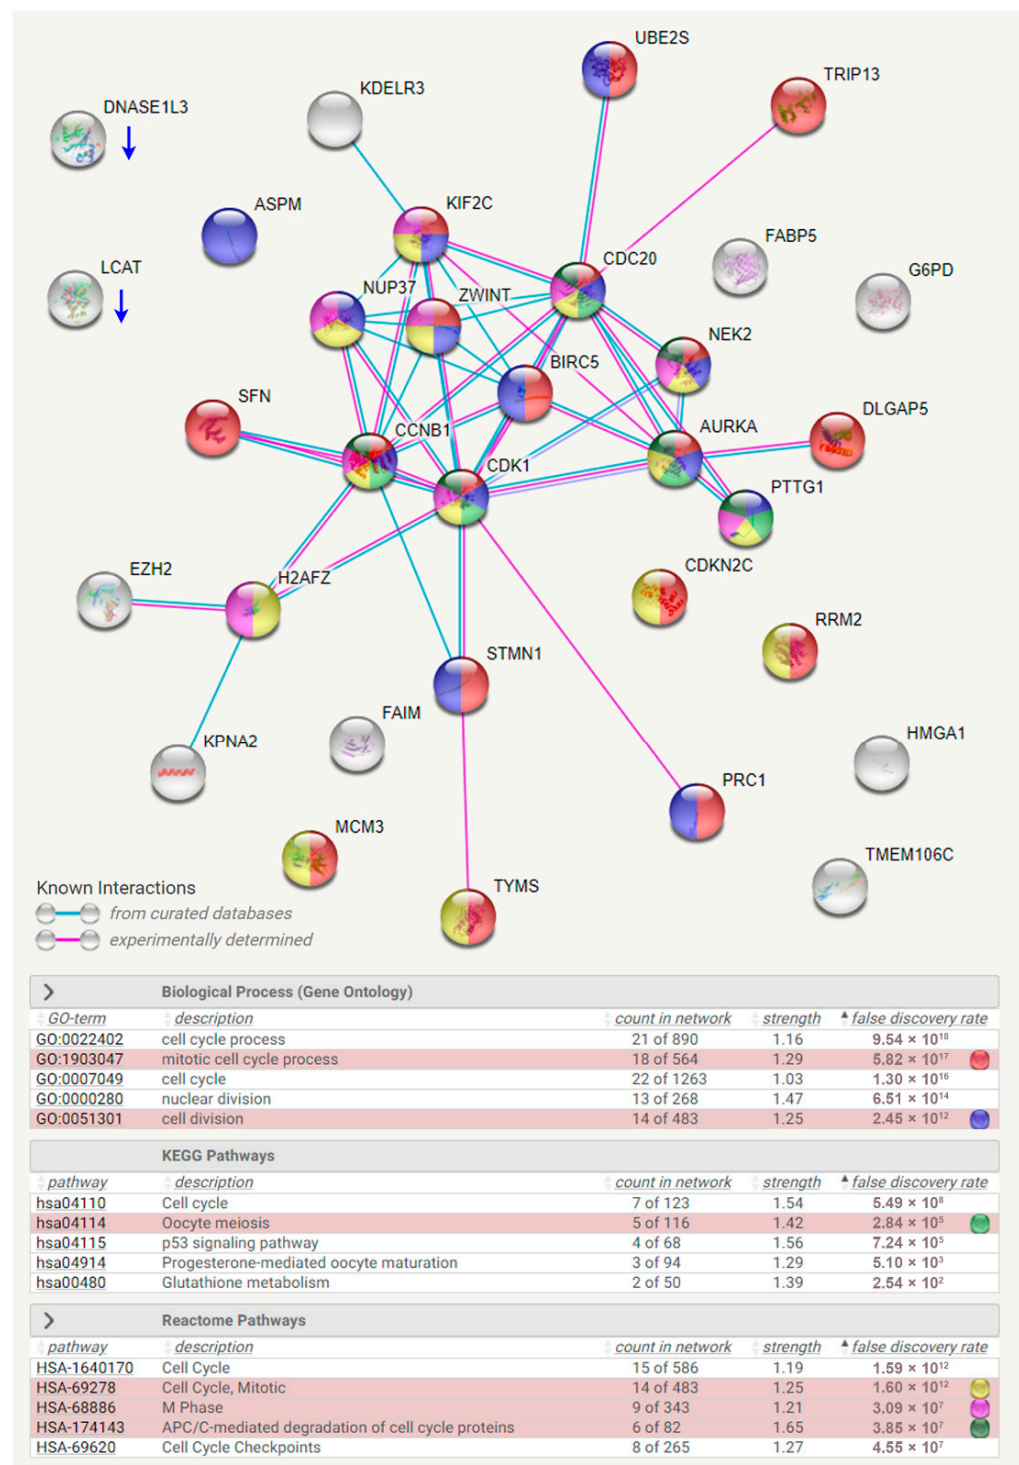 UBE2S
TRIP13
KDELR3
DNASE1L3
ASPM
KIF2C
FABP5
CDC20
LCAT
G6PD
NUP37
ZWINT
NEK2
BIRC5
SFN
DLGAP5
CCNB1
AURKA
CDK1
PTTG1
CDKN2C
EZH2
H2AFZ
RRM2
STMN1
FAIM
KPNA2
HMGA1
PRC1
MCM3
TMEM106C
TYMS
Known Interactions
from curated databases
experimentally determined
Biological Process (Gene Ontology)
GO-term description count in network strength false discovery rate
GO:0022402 cell cycle process 21 of 890 1.16 9.54 × 10¹⁸
GO:1903047 mitotic cell cycle process 18 of 564 1.29 5.82 × 10¹⁷
GO:0007049 cell cycle 22 of 1263 1.03 1.30 × 10¹⁶
GO:0000280 nuclear division 13 of 268 1.47 6.51 × 10¹⁴
GO:0051301 cell division 14 of 483 1.25 2.45 × 10¹²
KEGG Pathways
pathway description count in network strength false discovery rate
hsa04110 Cell cycle 7 of 123 1.54 5.49 × 10⁸
hsa04114 Oocyte meiosis 5 of 116 1.42 2.84 × 10⁵
hsa04115 p53 signaling pathway 4 of 68 1.56 7.24 × 10⁵
hsa04914 Progesterone-mediated oocyte maturation 3 of 94 1.29 5.10 × 10³
hsa00480 Glutathione metabolism 2 of 50 1.39 2.54 × 10²
Reactome Pathways
pathway description count in network strength false discovery rate
HSA-1640170 Cell Cycle 15 of 586 1.19 1.59 × 10¹²
HSA-69278 Cell Cycle, Mitotic 14 of 483 1.25 1.60 × 10¹²
HSA-68886 M Phase 9 of 343 1.21 3.09 × 10⁷
HSA-174143 APC/C-mediated degradation of cell cycle proteins 6 of 82 1.65 3.85 × 10⁷
HSA-69620 Cell Cycle Checkpoints 8 of 265 1.27 4.55 × 10⁷